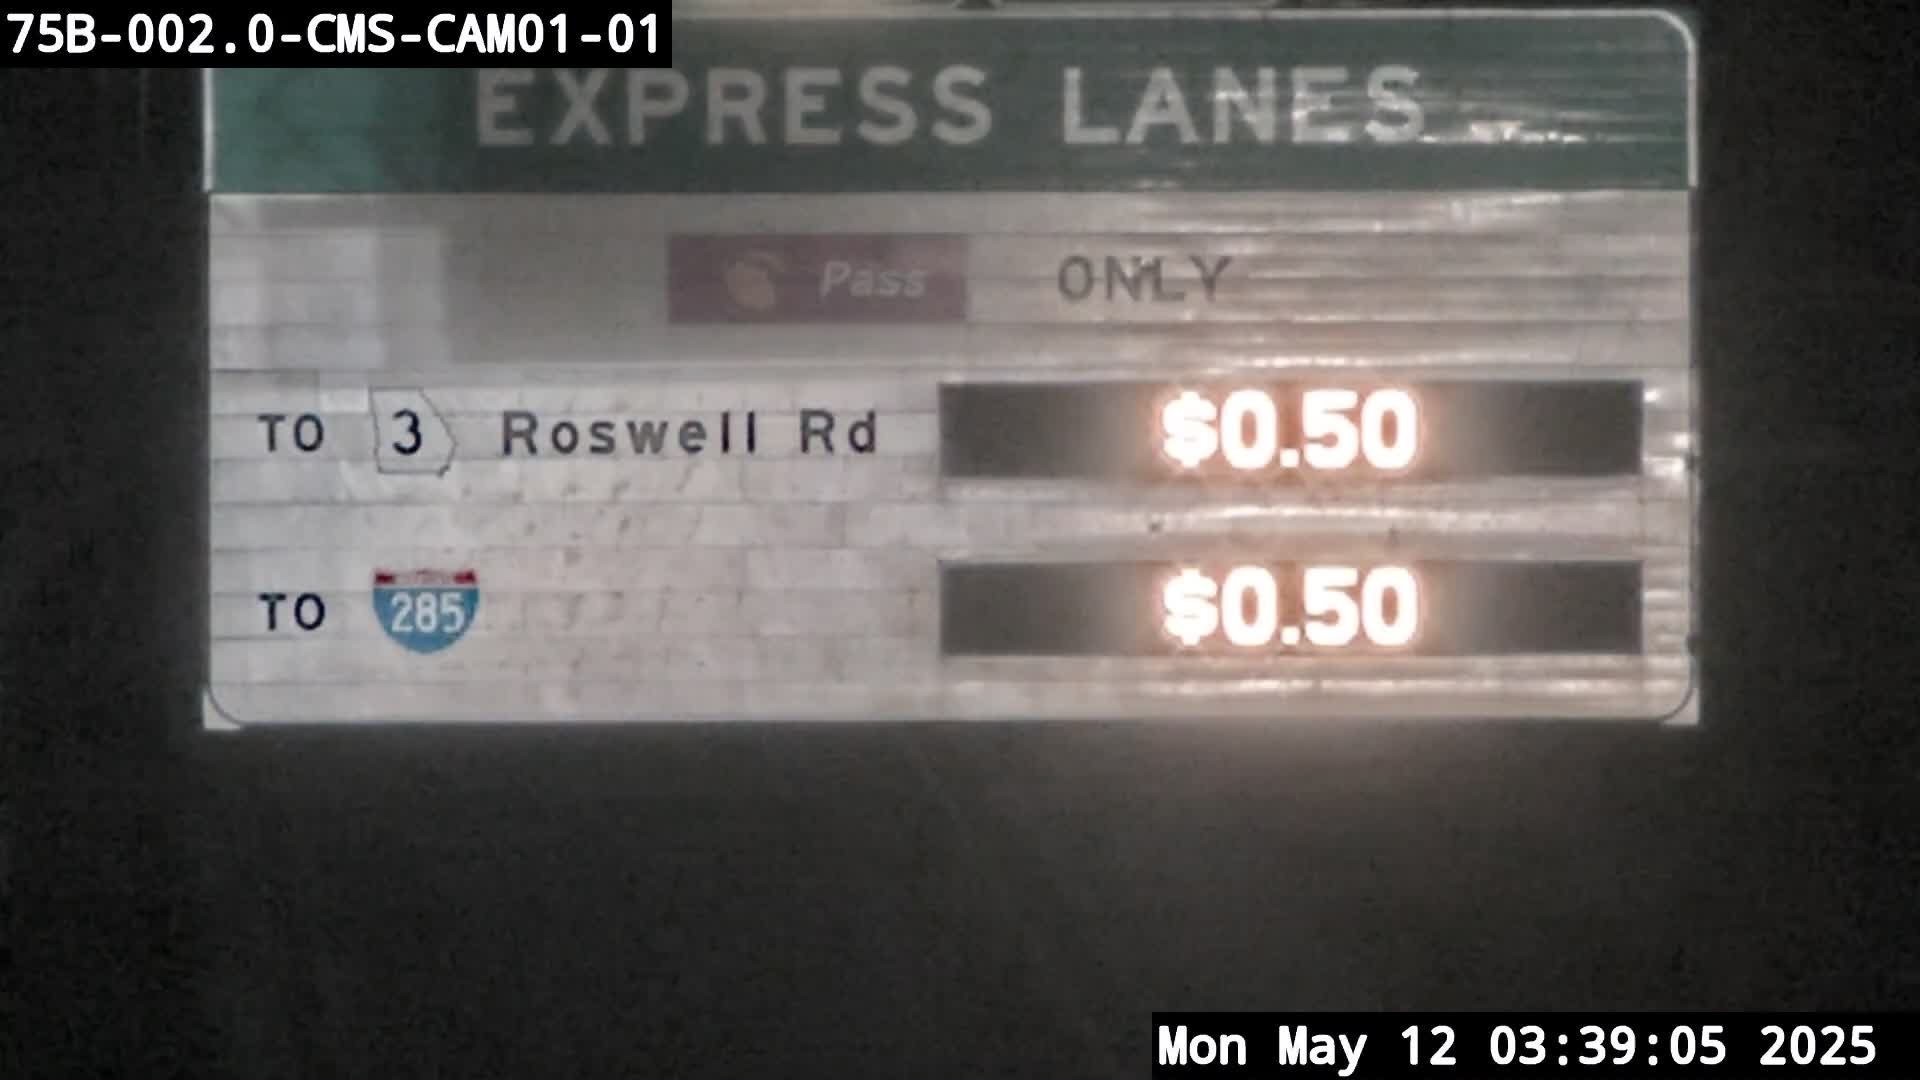 75B-002.0-CMS-CAM01-01
EXPRESS LANES
Pass ONLY
TO 3 Roswell Rd $0.50
TO 285 $0.50
Mon May 12 03:39:05 2025